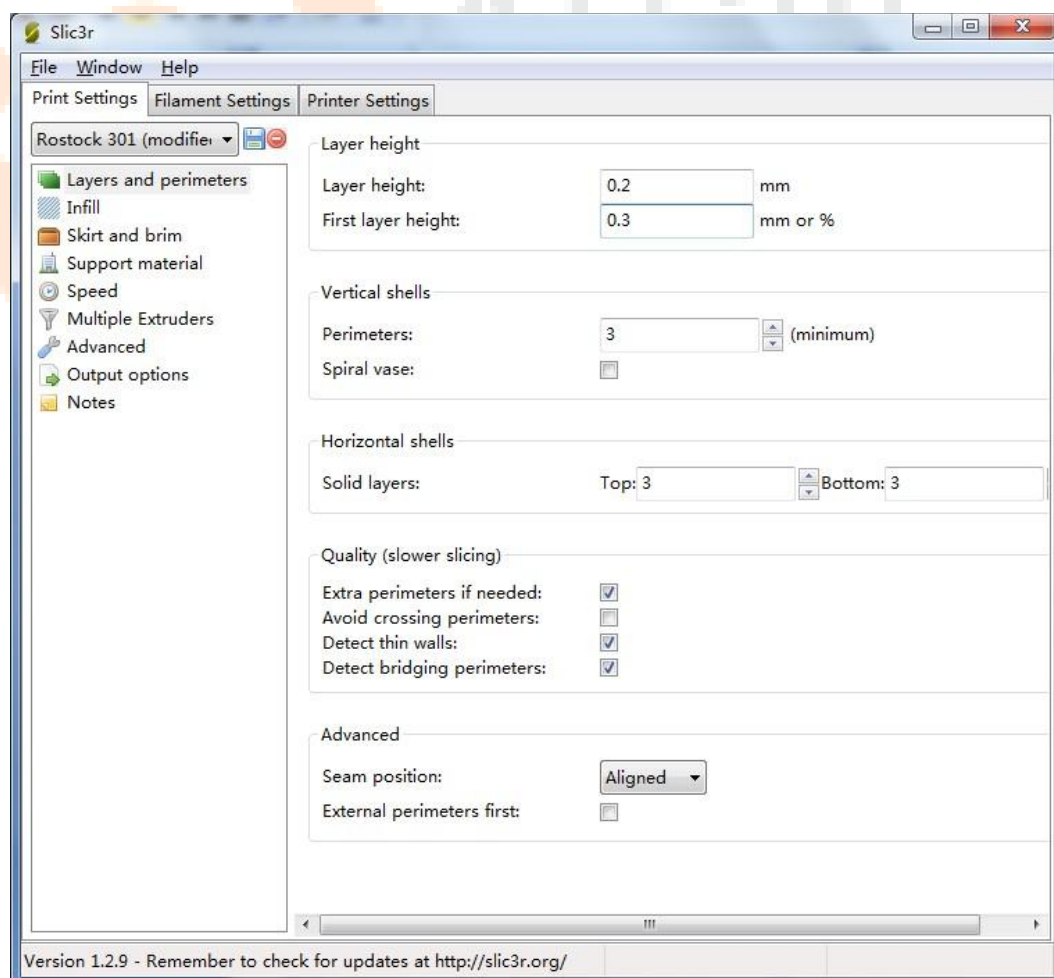 Slic3r
File Window Help
Print Settings Filament Settings Printer Settings
Rostock 301 (modifie
Layers and perimeters
Infill
Skirt and brim
Support material
Speed
Multiple Extruders
Advanced
Output options
Notes
Layer height
Layer height: 0.2 mm
First layer height: 0.3 mm or %
Vertical shells
Perimeters: 3 (minimum)
Spiral vase:
Horizontal shells
Solid layers: Top: 3 Bottom: 3
Quality (slower slicing)
Extra perimeters if needed:
Avoid crossing perimeters:
Detect thin walls:
Detect bridging perimeters:
Advanced
Seam position: Aligned
External perimeters first:
Version 1.2.9 - Remember to check for updates at http://slic3r.org/